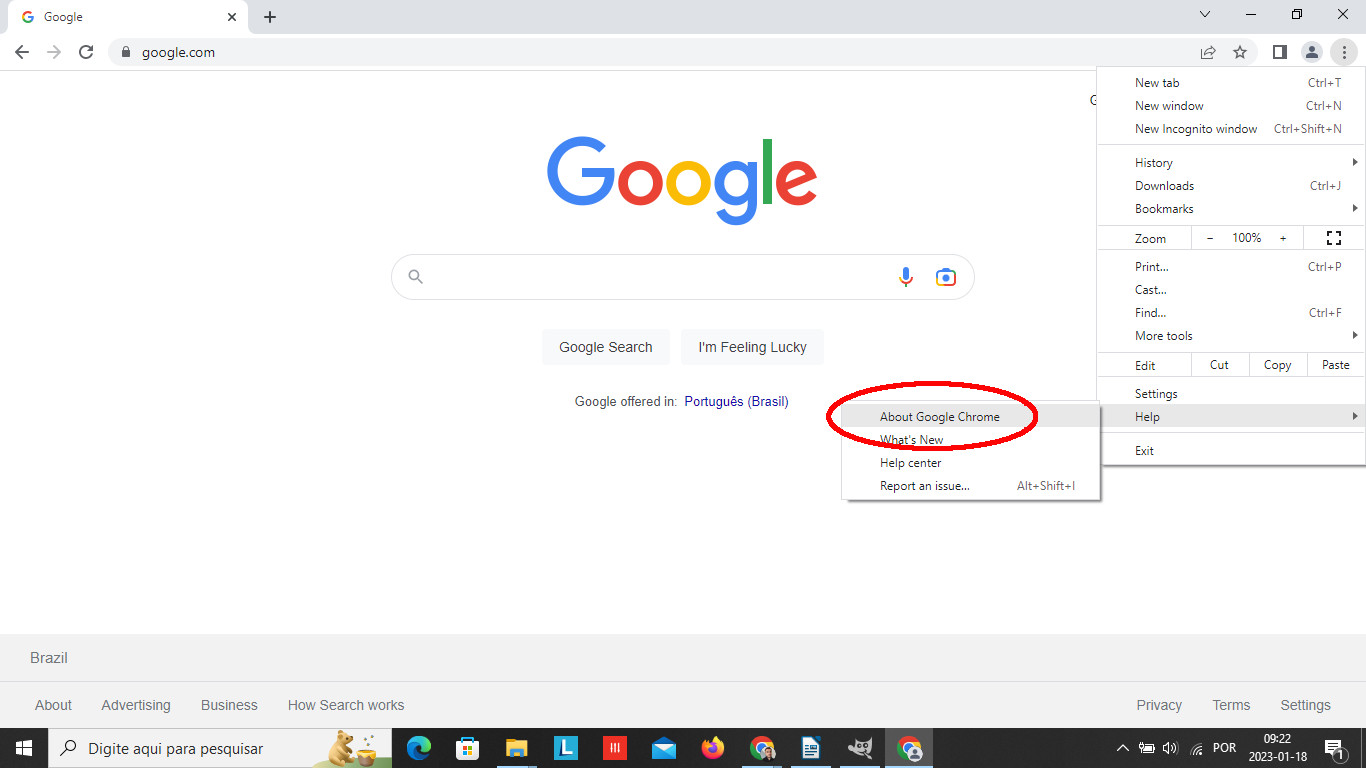 Google
google.com
New tab Ctrl+T
New window Ctrl+N
New Incognito window Ctrl+Shift+N
History
Downloads Ctrl+J
Bookmarks
Zoom - 100% +
Print... Ctrl+P
Cast...
Find... Ctrl+F
More tools
Edit Cut Copy Paste
Settings
Help
Exit
G
Google
Google Search I'm Feeling Lucky
Google offered in: Português (Brasil)
About Google Chrome
What's New
Help center
Report an issue... Alt+Shift+I
Brazil
About Advertising Business How Search works Privacy Terms Settings
Digite aqui para pesquisar
L
POR
09:22
2023-01-18
1